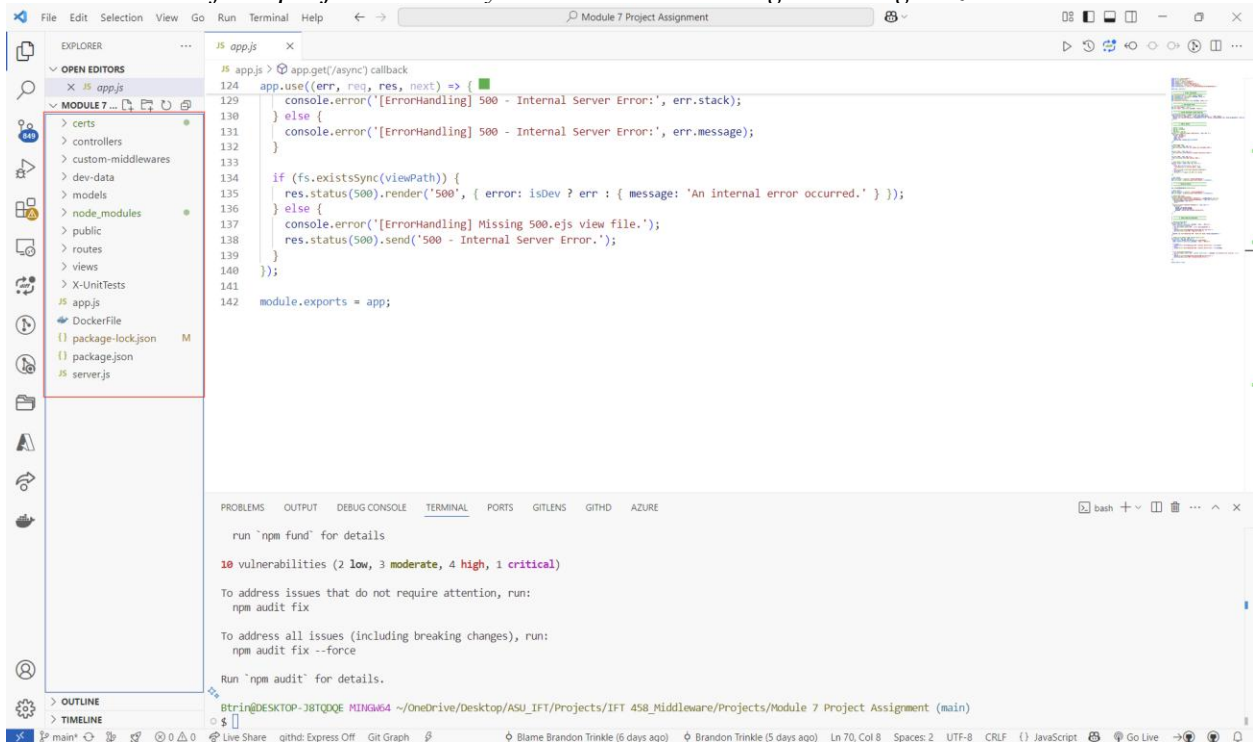 File Edit Selection View Go Run Terminal Help Module 7 Project Assignment
EXPLORER
OPEN EDITORS
JS app.js
MODULE 7 ...
certs
controllers
custom-middlewares
dev-data
models
node_modules
public
routes
views
X-UnitTests
JS app.js
DockerFile
{} package-lock.json M
{} package.json
JS server.js
OUTLINE
TIMELINE
849
JS app.js
JS app.js > app.get('/async') callback
124 app.use((err, req, res, next) => {
129 console.error('[ErrorHandling] 500 - Internal Server Error:', err.stack);
130 } else {
131 console.error('[ErrorHandling] 500 - Internal Server Error:', err.message);
132 }
133
134 if (fs.existsSync(viewPath)) {
135 res.status(500).render('500', { error: isDev ? err : { message: 'An internal error occurred.' } });
136 } else {
137 console.error('[ErrorHandling] Missing 500.ejs view file.');
138 res.status(500).send('500 - Internal Server Error.');
139 }
140 });
141
142 module.exports = app;
PROBLEMS OUTPUT DEBUG CONSOLE TERMINAL PORTS GITLENS GITHD AZURE
bash
run `npm fund` for details
10 vulnerabilities (2 low, 3 moderate, 4 high, 1 critical)
To address issues that do not require attention, run:
npm audit fix
To address all issues (including breaking changes), run:
npm audit fix --force
Run `npm audit` for details.
Btrin@DESKTOP-J8TQDQE MINGW64 ~/OneDrive/Desktop/ASU_IFT/Projects/IFT 458_Middleware/Projects/Module 7 Project Assignment (main)
$
main* 0 0 0 Live Share githd: Express Off Git Graph Blame Brandon Trinkle (6 days ago) Brandon Trinkle (5 days ago) Ln 70, Col 8 Spaces: 2 UTF-8 CRLF {} JavaScript Go Live